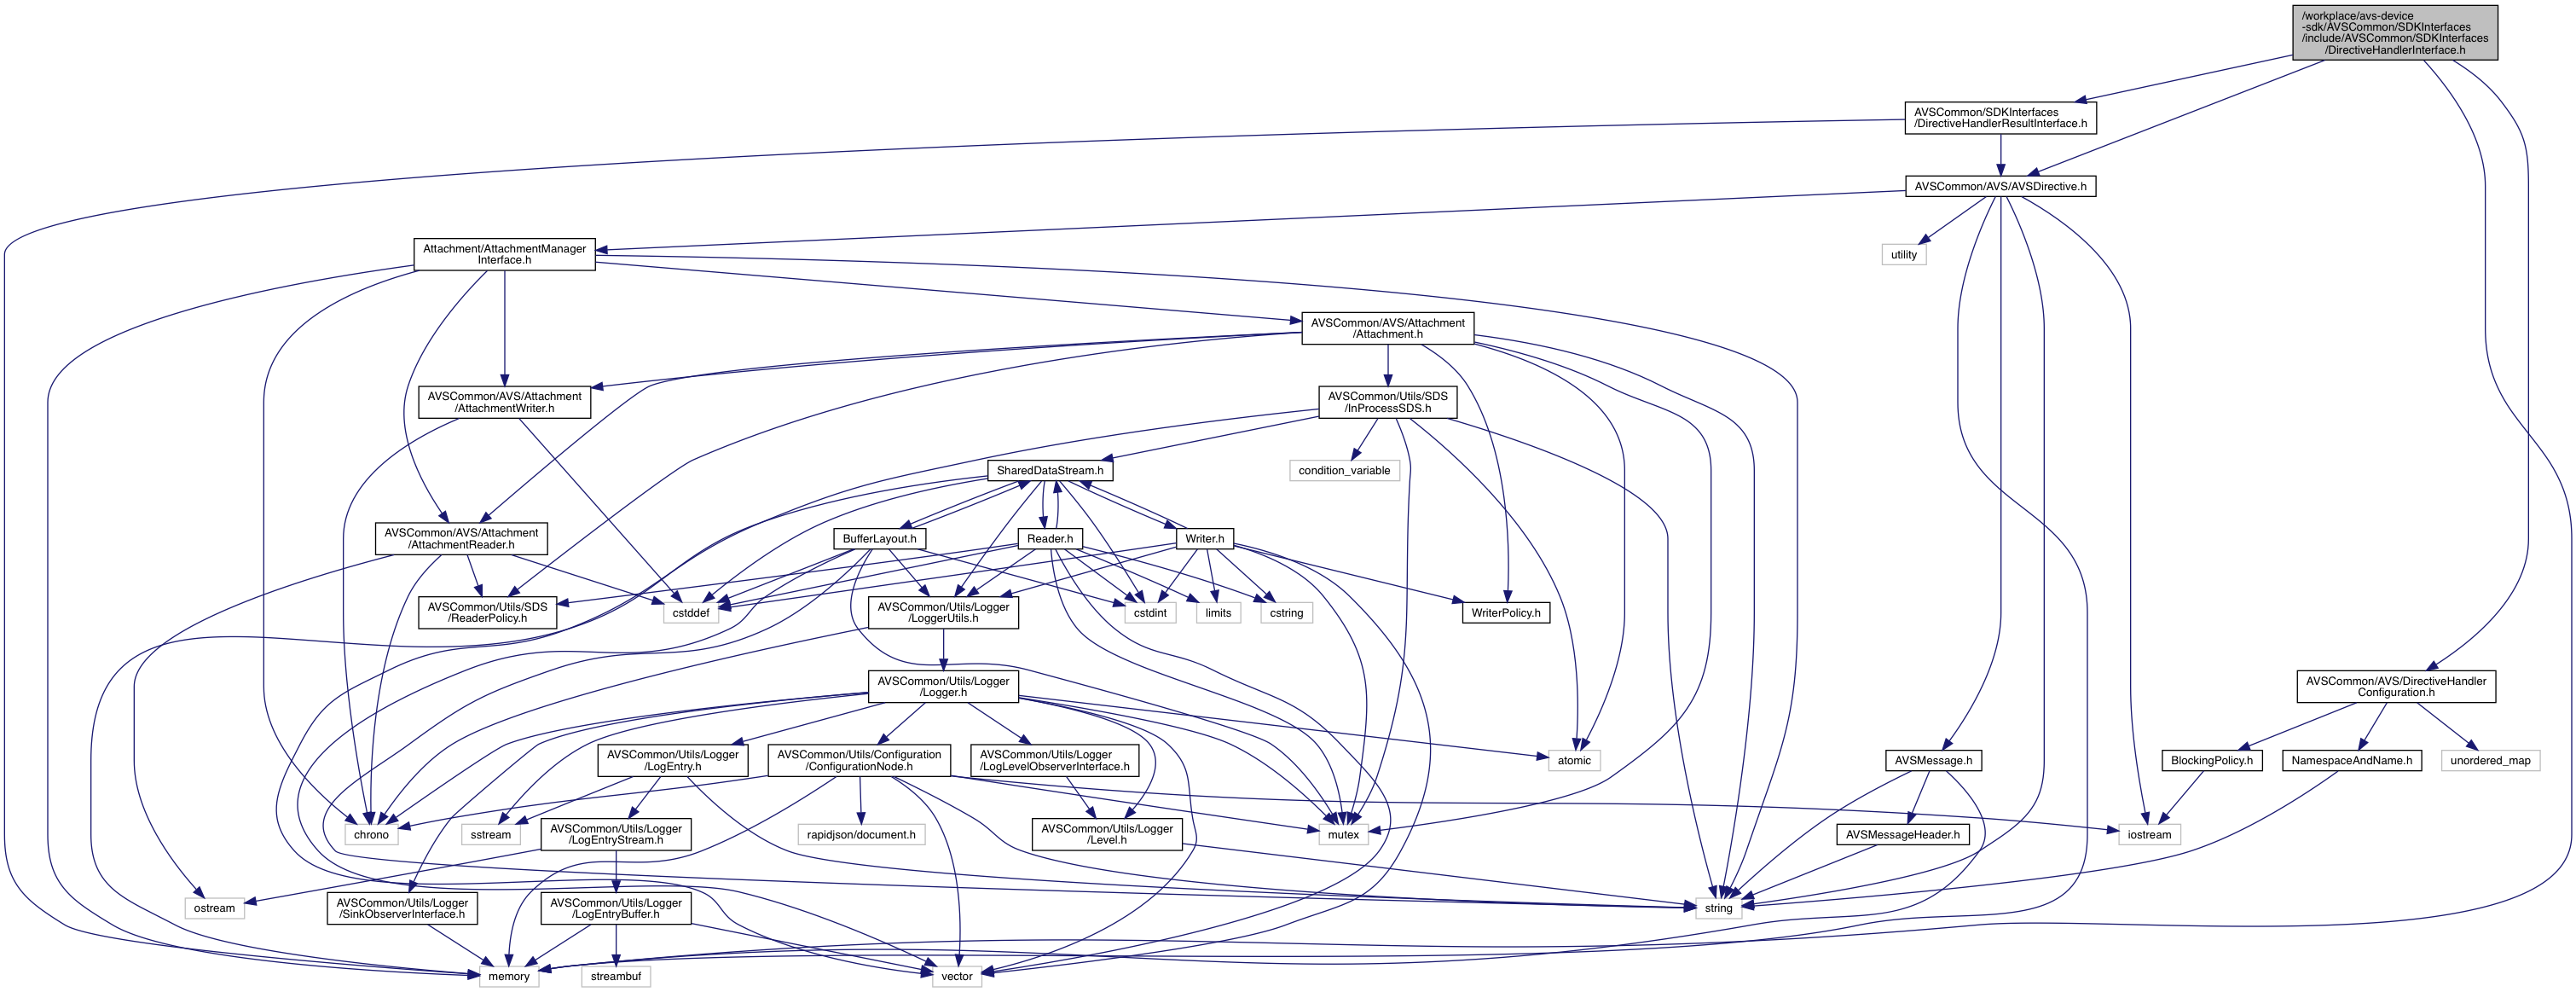 /workplace/avs-device
-sdk/AVSCommon/SDKInterfaces
/include/AVSCommon/SDKInterfaces
/DirectiveHandlerInterface.h
AVSCommon/SDKInterfaces
/DirectiveHandlerResultInterface.h
AVSCommon/AVS/AVSDirective.h
Attachment/AttachmentManager
Interface.h
utility
AVSCommon/AVS/Attachment
/Attachment.h
AVSCommon/AVS/Attachment
/AttachmentWriter.h
AVSCommon/Utils/SDS
/InProcessSDS.h
SharedDataStream.h
condition_variable
AVSCommon/AVS/Attachment
/AttachmentReader.h
BufferLayout.h
Reader.h
Writer.h
AVSCommon/Utils/SDS
/ReaderPolicy.h
cstddef
AVSCommon/Utils/Logger
/LoggerUtils.h
cstdint
limits
cstring
WriterPolicy.h
AVSCommon/Utils/Logger
/Logger.h
AVSCommon/AVS/DirectiveHandler
Configuration.h
AVSCommon/Utils/Logger
/LogEntry.h
AVSCommon/Utils/Configuration
/ConfigurationNode.h
AVSCommon/Utils/Logger
/LogLevelObserverInterface.h
atomic
AVSMessage.h
BlockingPolicy.h
NamespaceAndName.h
unordered_map
chrono
sstream
AVSCommon/Utils/Logger
/LogEntryStream.h
rapidjson/document.h
AVSCommon/Utils/Logger
/Level.h
mutex
AVSMessageHeader.h
iostream
ostream
AVSCommon/Utils/Logger
/SinkObserverInterface.h
AVSCommon/Utils/Logger
/LogEntryBuffer.h
string
memory
streambuf
vector